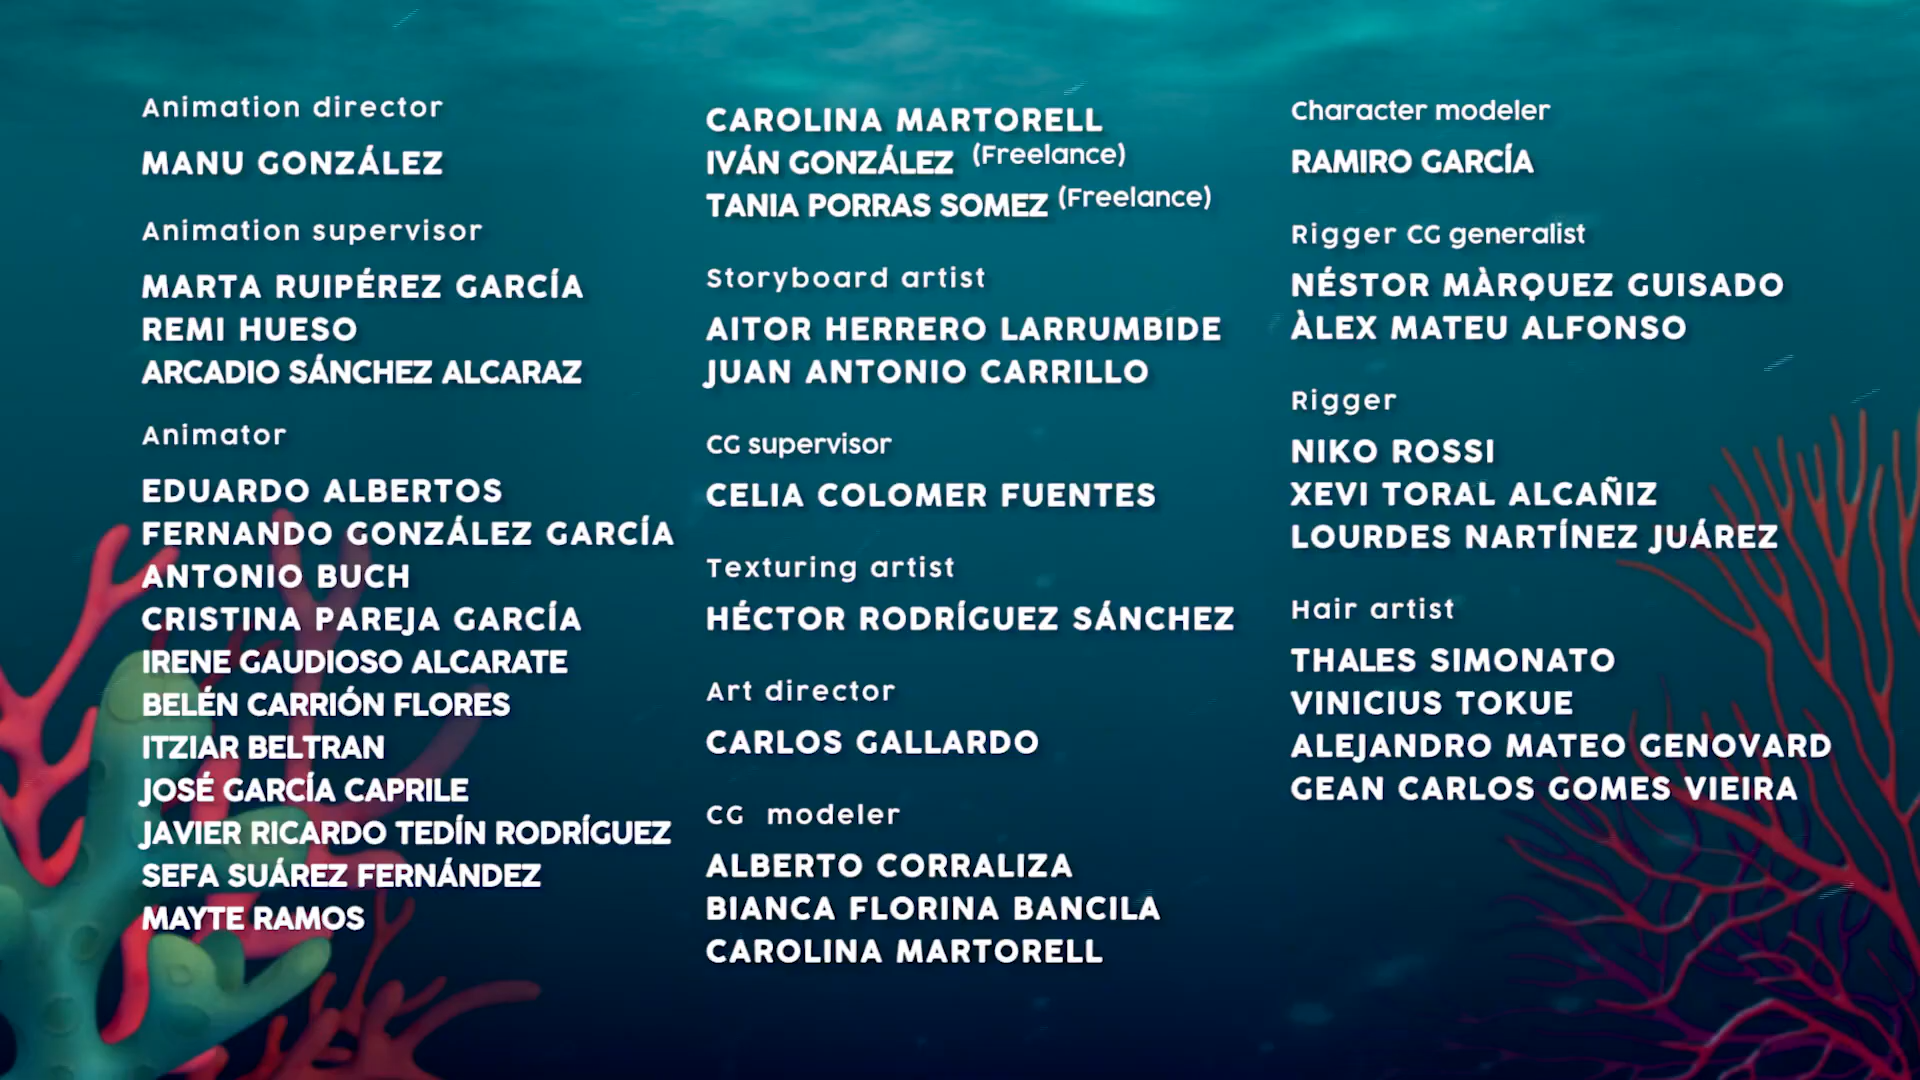 Animation director
MANU GONZÁLEZ
Animation supervisor
MARTA RUIPÉREZ GARCÍA
REMI HUESO
ARCADIO SÁNCHEZ ALCARAZ
Animator
EDUARDO ALBERTOS
FERNANDO GONZÁLEZ GARCÍA
ANTONIO BUCH
CRISTINA PAREJA GARCÍA
IRENE GAUDIOSO ALCARATE
BELÉN CARRIÓN FLORES
ITZIAR BELTRAN
JOSÉ GARCÍA CAPRILE
JAVIER RICARDO TEDÍN RODRÍGUEZ
SEFA SUÁREZ FERNÁNDEZ
MAYTE RAMOS
CAROLINA MARTORELL
IVÁN GONZÁLEZ (Freelance)
TANIA PORRAS SOMEZ (Freelance)
Storyboard artist
AITOR HERRERO LARRUMBIDE
JUAN ANTONIO CARRILLO
CG supervisor
CELIA COLOMER FUENTES
Texturing artist
HÉCTOR RODRÍGUEZ SÁNCHEZ
Art director
CARLOS GALLARDO
CG modeler
ALBERTO CORRALIZA
BIANCA FLORINA BANCILA
CAROLINA MARTORELL
Character modeler
RAMIRO GARCÍA
Rigger CG generalist
NÉSTOR MÀRQUEZ GUISADO
ÀLEX MATEU ALFONSO
Rigger
NIKO ROSSI
XEVI TORAL ALCAÑIZ
LOURDES NARTÍNEZ JUÁREZ
Hair artist
THALES SIMONATO
VINICIUS TOKUE
ALEJANDRO MATEO GENOVARD
GEAN CARLOS GOMES VIEIRA